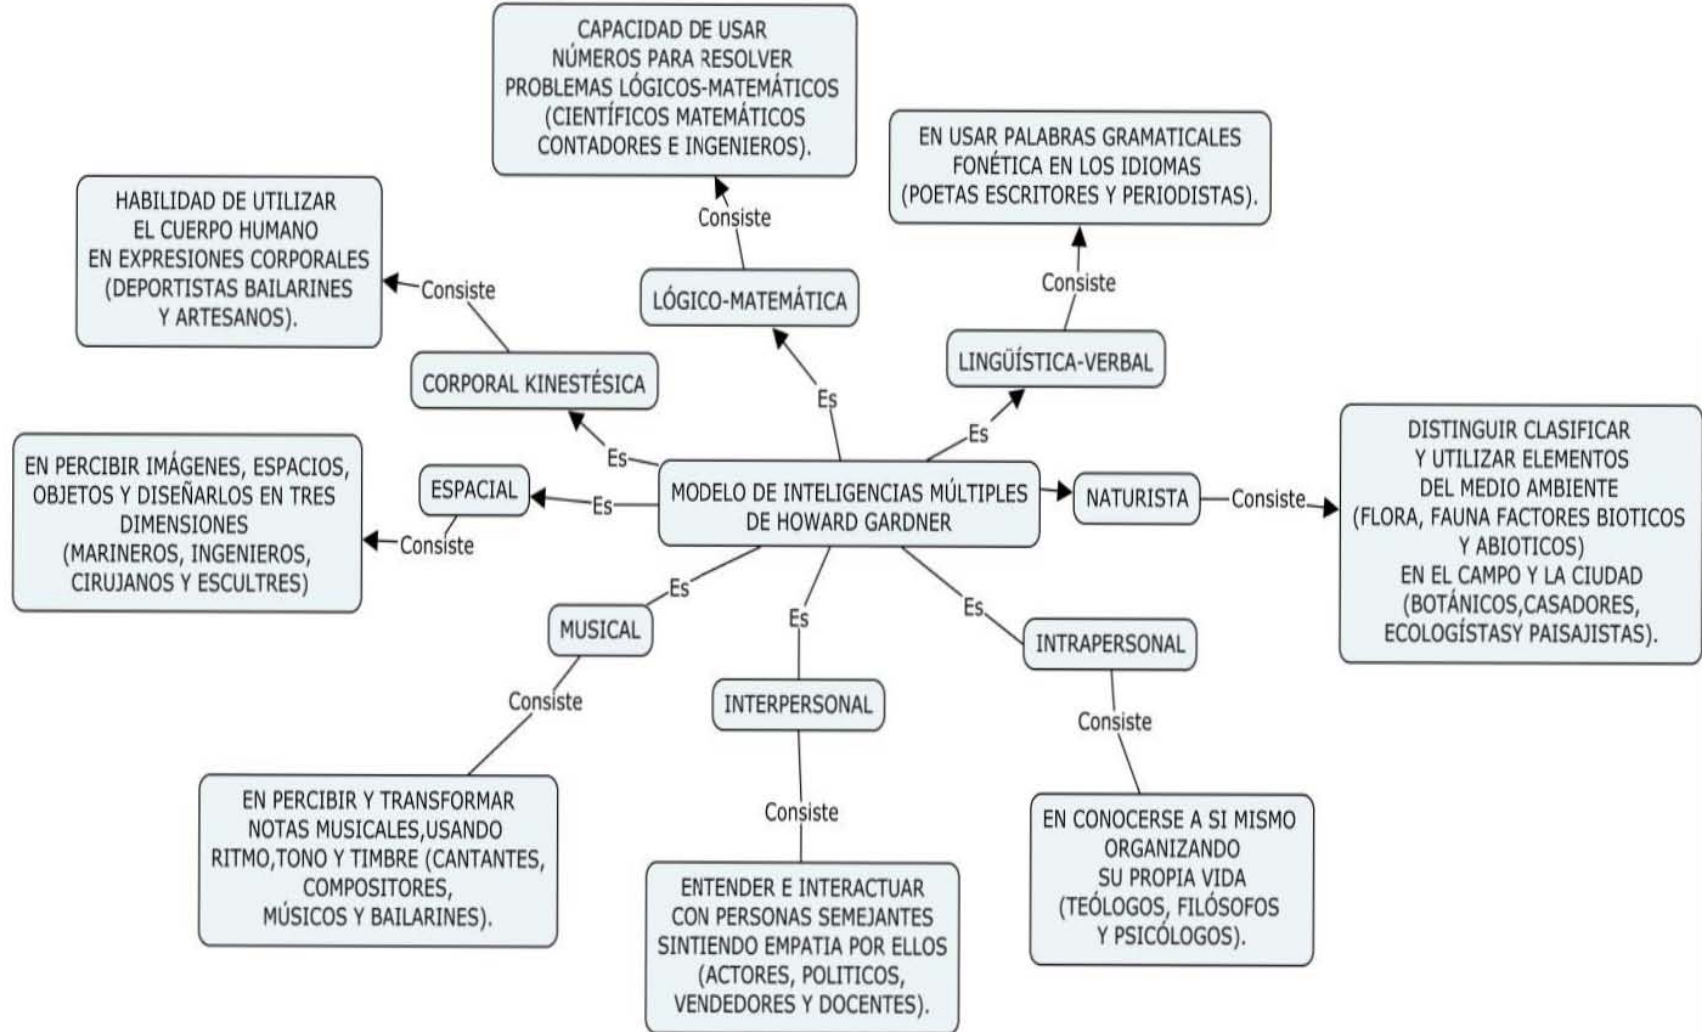 CAPACIDAD DE USAR
NÚMEROS PARA RESOLVER
PROBLEMAS LÓGICOS-MATEMÁTICOS
(CIENTÍFICOS MATEMÁTICOS
CONTADORES E INGENIEROS).
EN USAR PALABRAS GRAMATICALES
FONÉTICA EN LOS IDIOMAS
(POETAS ESCRITORES Y PERIODISTAS).
HABILIDAD DE UTILIZAR
EL CUERPO HUMANO
EN EXPRESIONES CORPORALES
(DEPORTISTAS BAILARINES
Y ARTESANOS).
Consiste
Consiste
Consiste
LÓGICO-MATEMÁTICA
LINGÜÍSTICA-VERBAL
CORPORAL KINESTÉSICA
Es
Es
Es
EN PERCIBIR IMÁGENES, ESPACIOS,
OBJETOS Y DISEÑARLOS EN TRES
DIMENSIONES
(MARINEROS, INGENIEROS,
CIRUJANOS Y ESCULTRES)
Consiste
ESPACIAL
Es
MODELO DE INTELIGENCIAS MÚLTIPLES
DE HOWARD GARDNER
NATURISTA
Consiste
DISTINGUIR CLASIFICAR
Y UTILIZAR ELEMENTOS
DEL MEDIO AMBIENTE
(FLORA, FAUNA FACTORES BIOTICOS
Y ABIOTICOS)
EN EL CAMPO Y LA CIUDAD
(BOTÁNICOS,CASADORES,
ECOLOGÍSTASY PAISAJISTAS).
Es
Es
Es
MUSICAL
INTERPERSONAL
INTRAPERSONAL
Consiste
Consiste
Consiste
EN PERCIBIR Y TRANSFORMAR
NOTAS MUSICALES,USANDO
RITMO,TONO Y TIMBRE (CANTANTES,
COMPOSITORES,
MÚSICOS Y BAILARINES).
ENTENDER E INTERACTUAR
CON PERSONAS SEMEJANTES
SINTIENDO EMPATIA POR ELLOS
(ACTORES, POLITICOS,
VENDEDORES Y DOCENTES).
EN CONOCERSE A SI MISMO
ORGANIZANDO
SU PROPIA VIDA
(TEÓLOGOS, FILÓSOFOS
Y PSICÓLOGOS).